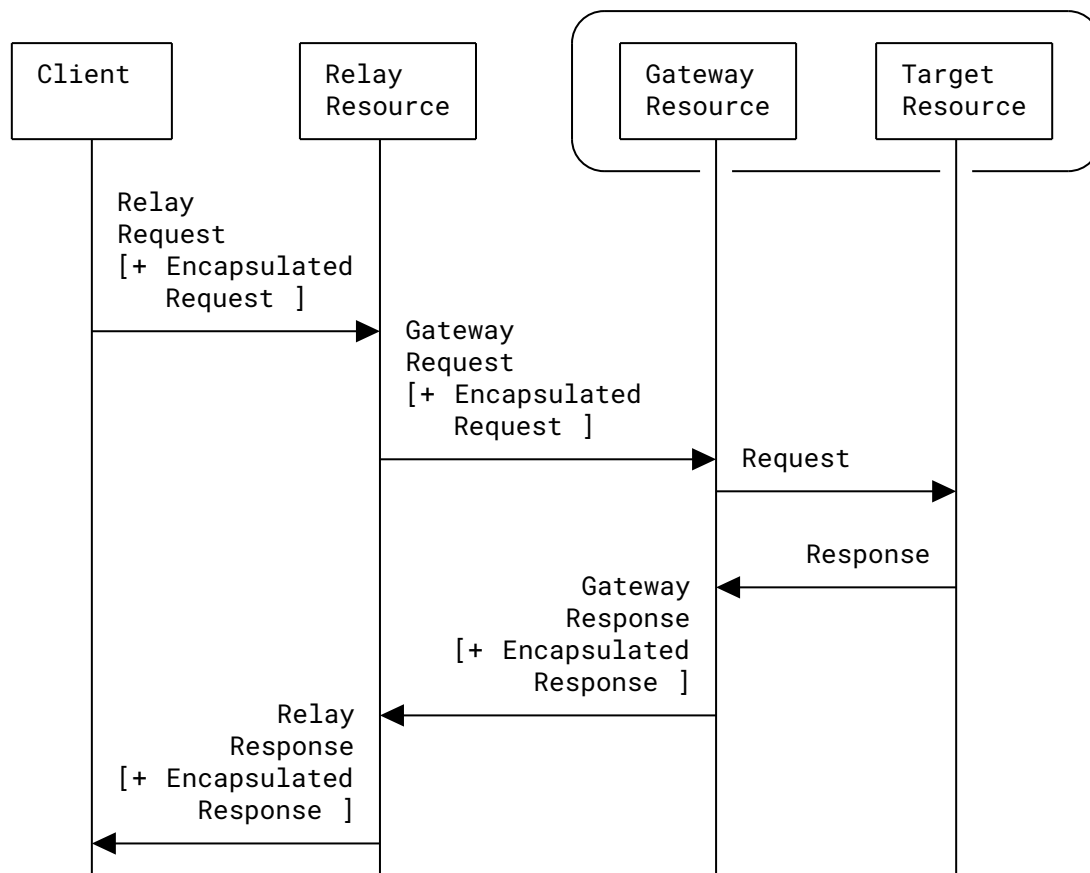 Client
Relay
Resource
Gateway
Resource
Target
Resource
Relay
Request
[+ Encapsulated
Request ]
Gateway
Request
[+ Encapsulated
Request ]
Request
Response
Gateway
Response
[+ Encapsulated
Response ]
Relay
Response
[+ Encapsulated
Response ]